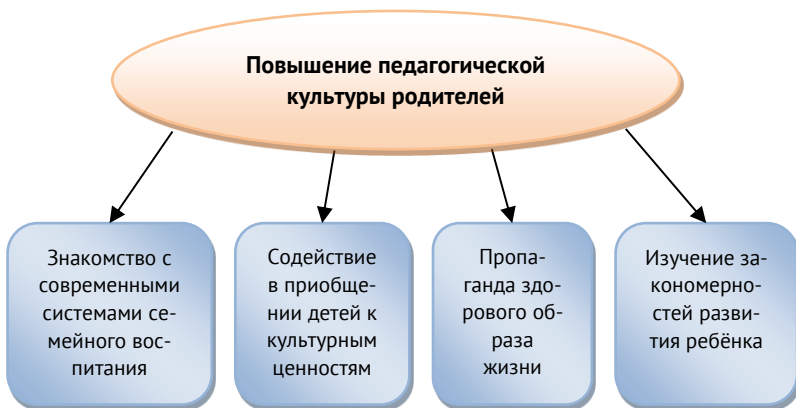 Повышение педагогической
культуры родителей
Знакомство с
современными
системами се-
мейного вос-
питания
Содействие
в приобще-
нии детей к
культурным
ценностям
Пропа-
ганда здо-
рового об-
раза
жизни
Изучение за-
кономерно-
стей разви-
тия ребёнка